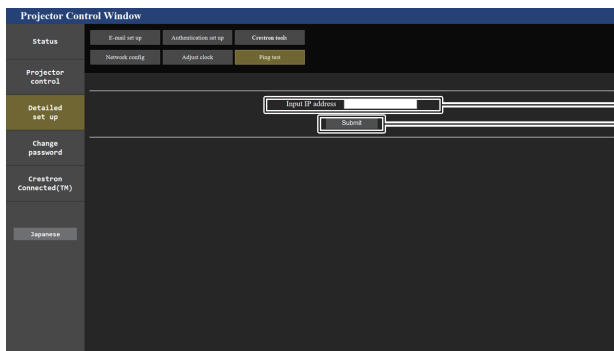 Projector Control Window
Status
E-mail set up
Authentication set up
Crestron tools
Network config
Adjust clock
Ping test
Projector
control
Detailed
set up
Input IP address
Submit
Change
password
Crestron
Connected(TM)
Japanese